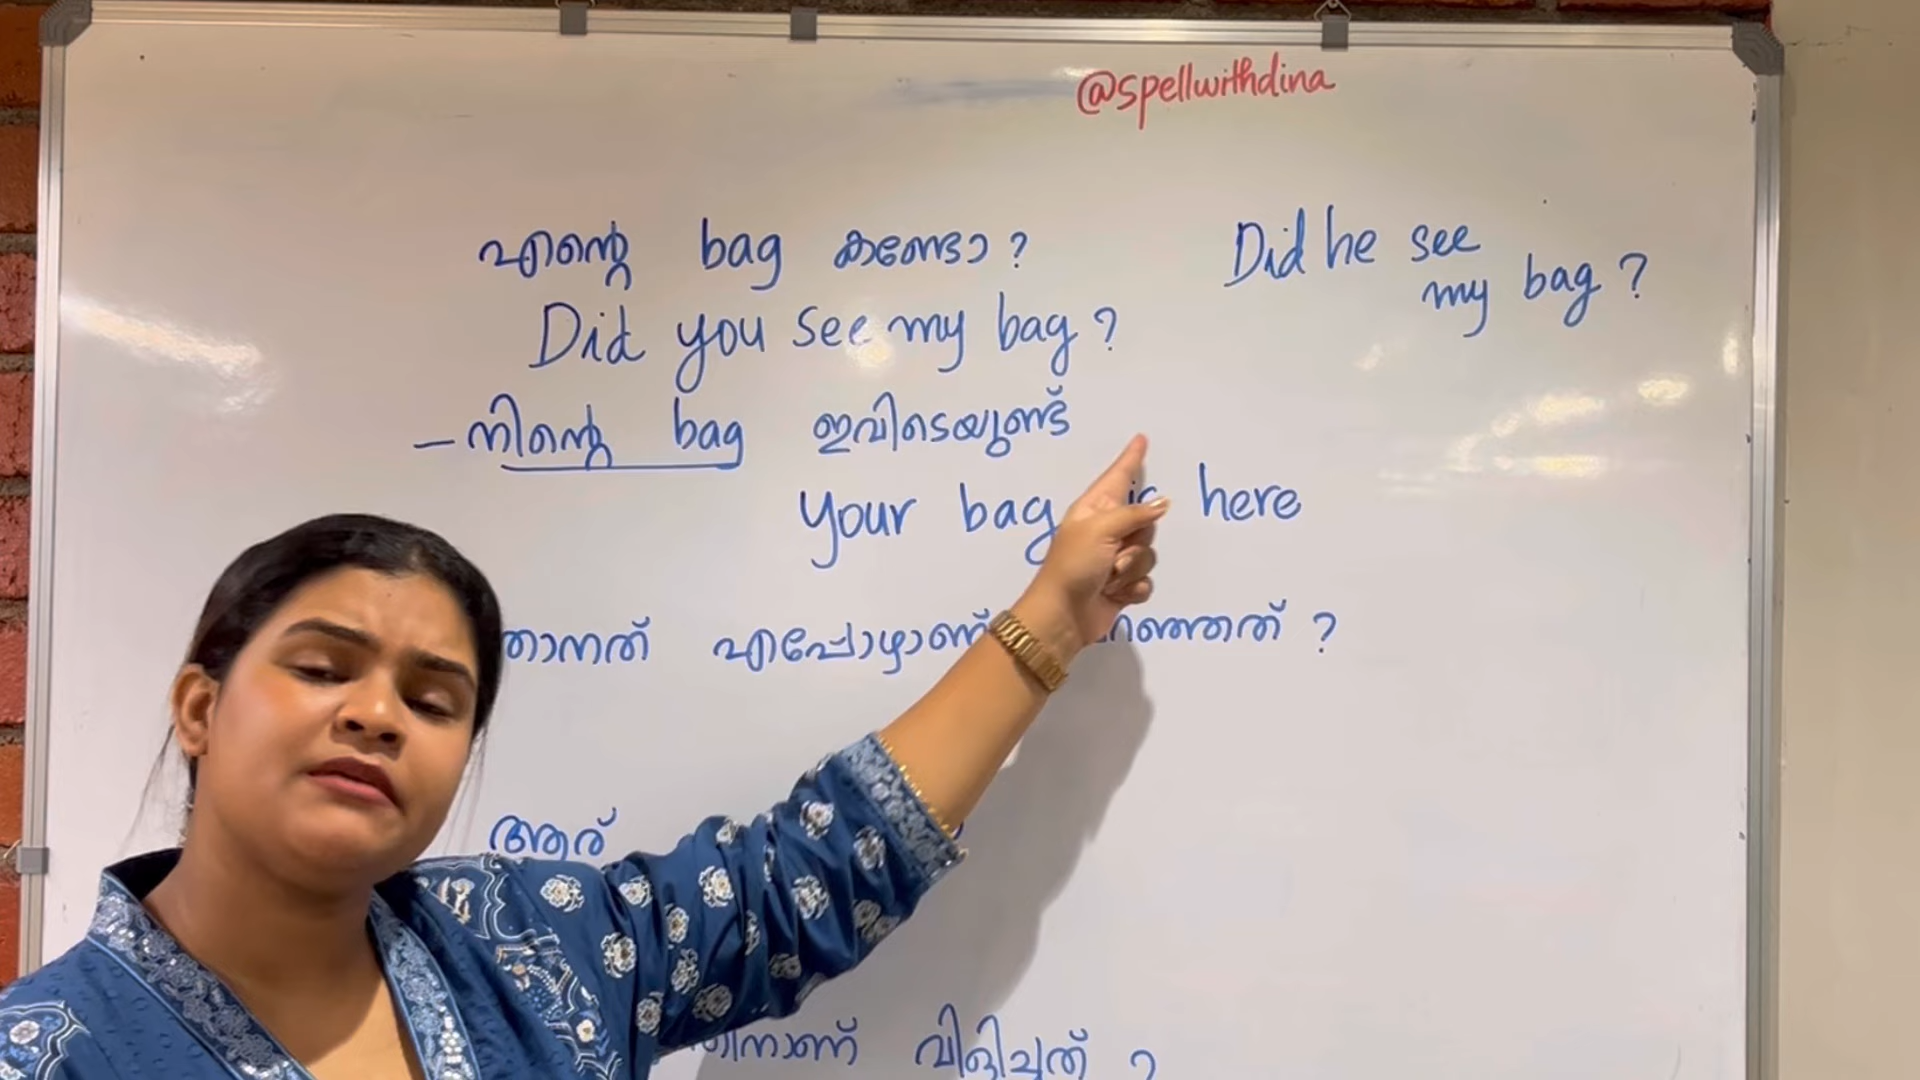 @spellwithdina
എന്റെ bag കണ്ടോ?
Did you see my bag?
Did he see
my bag?
– നിന്റെ bag ഇവിടെയുണ്ട്
Your bag is here
എപ്പോഴാണ് ?
ആര്
വിളിച്ചത് ?